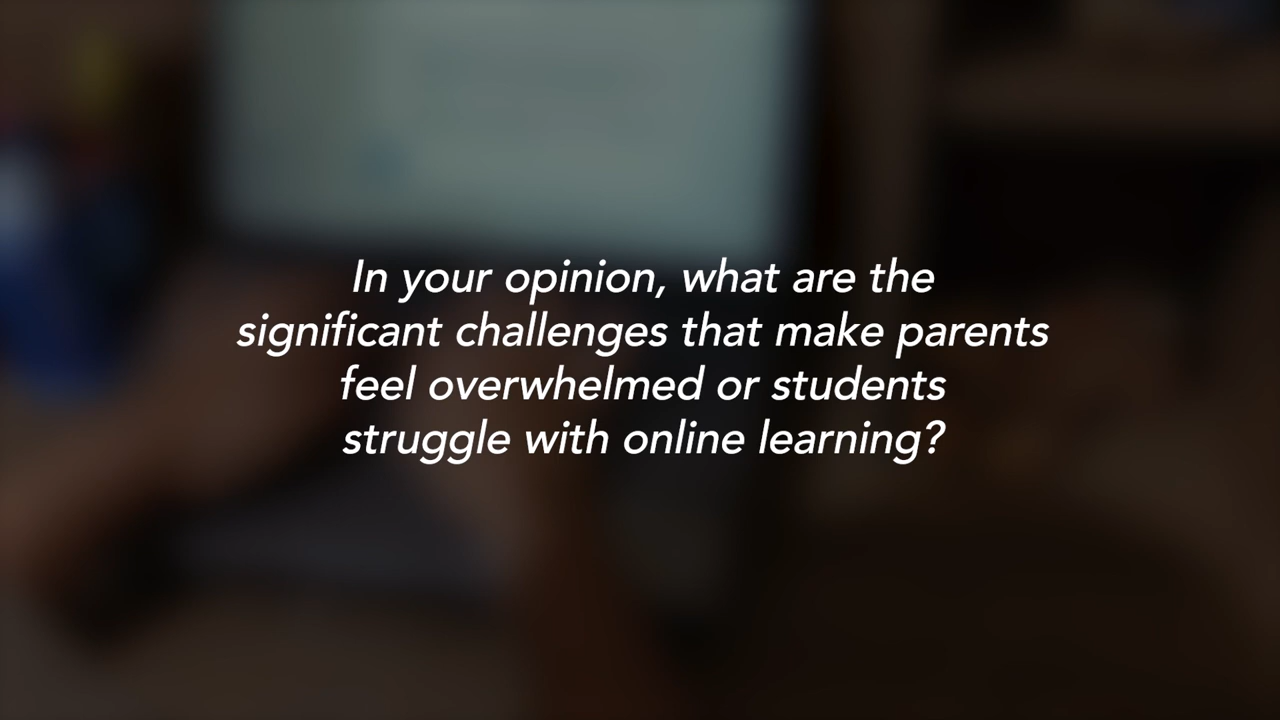 In your opinion, what are the
significant challenges that make parents
feel overwhelmed or students
struggle with online learning?